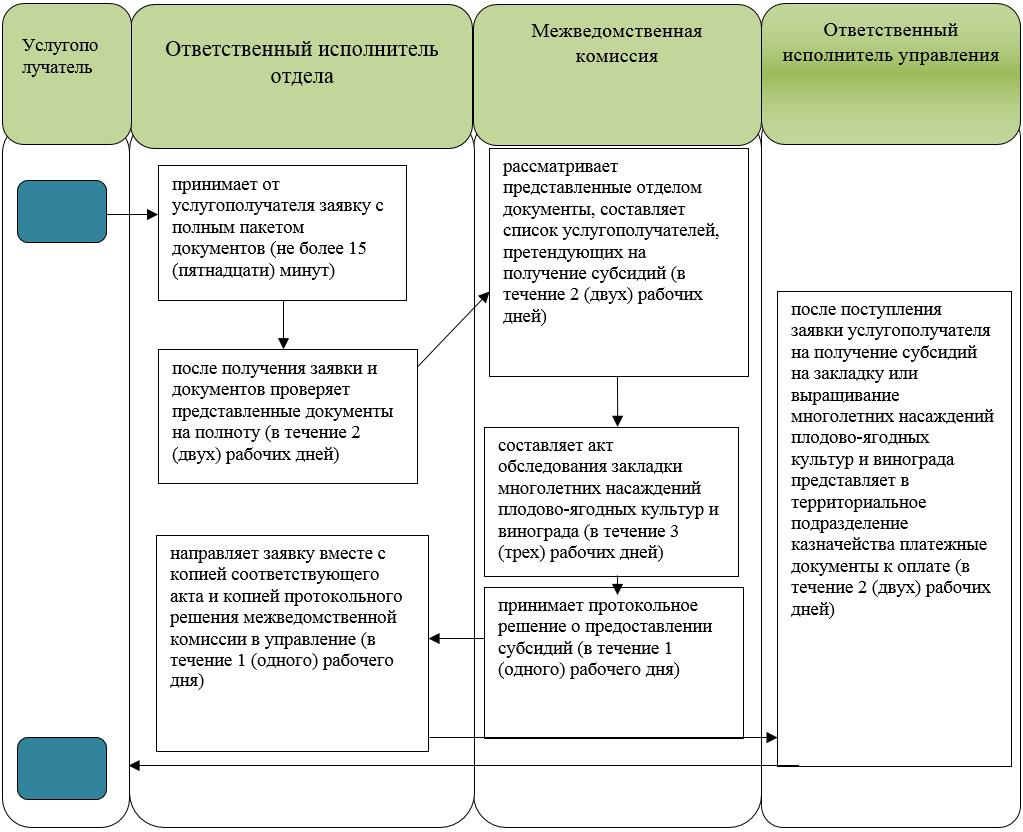 Услугопо
лучатель
Ответственный исполнитель
отдела
Межведомственная
комиссия
Ответственный
исполнитель управления
принимает от
услугополучателя заявку с
полным пакетом
документов (не более 15
(пятнадцати) минут)
после получения заявки и
документов проверяет
представленные документы
на полноту (в течение 2
(двух) рабочих дней)
рассматривает
представленные отделом
документы, составляет
список услугополучателей,
претендующих на
получение субсидий (в
течение 2 (двух) рабочих
дней)
составляет акт
обследования закладки
многолетних насаждений
плодово-ягодных культур и
винограда (в течение 3
(трех) рабочих дней)
принимает протокольное
решение о предоставлении
субсидий (в течение 1
(одного) рабочего дня)
направляет заявку вместе с
копией соответствующего
акта и копией протокольного
решения межведомственной
комиссии в управление (в
течение 1 (одного) рабочего
дня)
после поступления
заявки услугополучателя
на получение субсидий
на закладку или
выращивание
многолетних насаждений
плодово-ягодных
культур и винограда
представляет в
территориальное
подразделение
казначейства платежные
документы к оплате (в
течение 2 (двух) рабочих
дней)